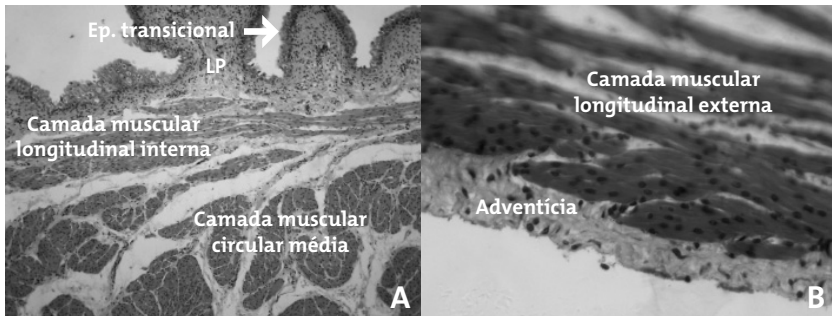 Ep. transicional
LP
Camada muscular
longitudinal interna
Camada muscular
circular média
A
Camada muscular
longitudinal externa
Adventícia
B